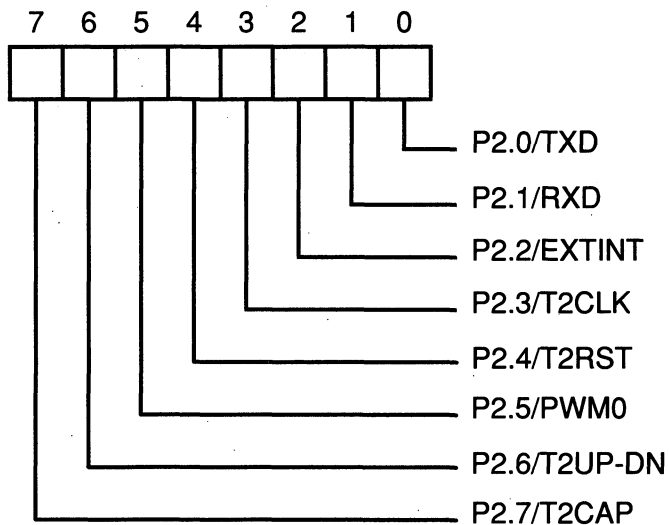 7 6 5 4 3 2 1 0
P2.0/TXD
P2.1/RXD
P2.2/EXTINT
P2.3/T2CLK
P2.4/T2RST
P2.5/PWM0
P2.6/T2UP-DN
P2.7/T2CAP